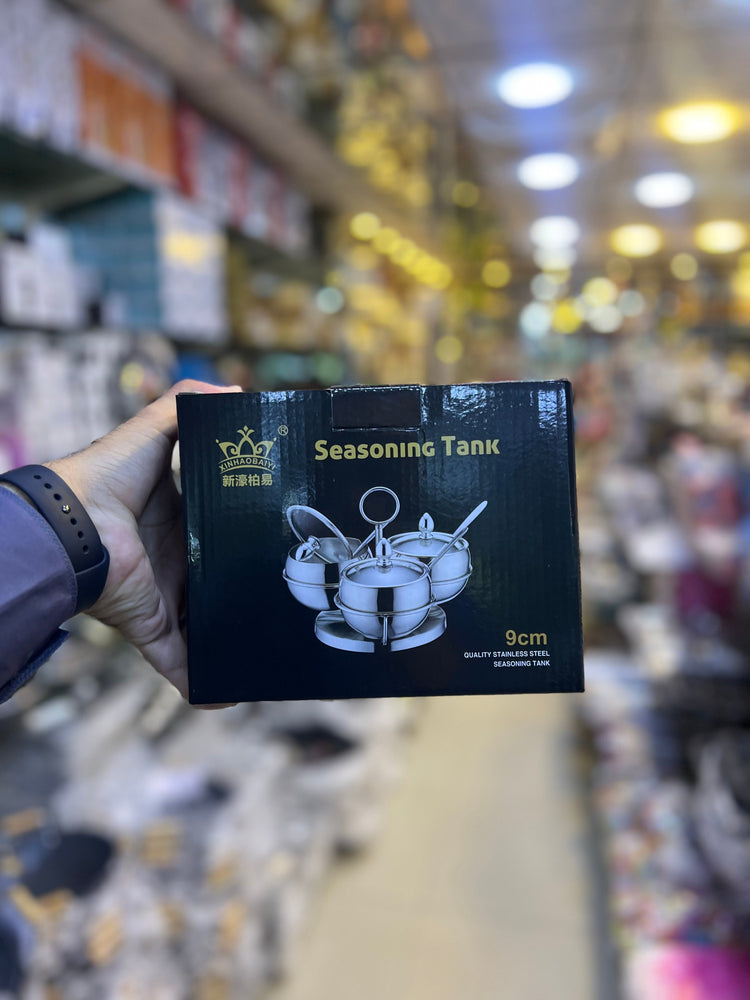 XINHAOBAIYI
®
新濠柏易
Seasoning Tank
9cm
QUALITY STAINLESS STEEL
SEASONING TANK